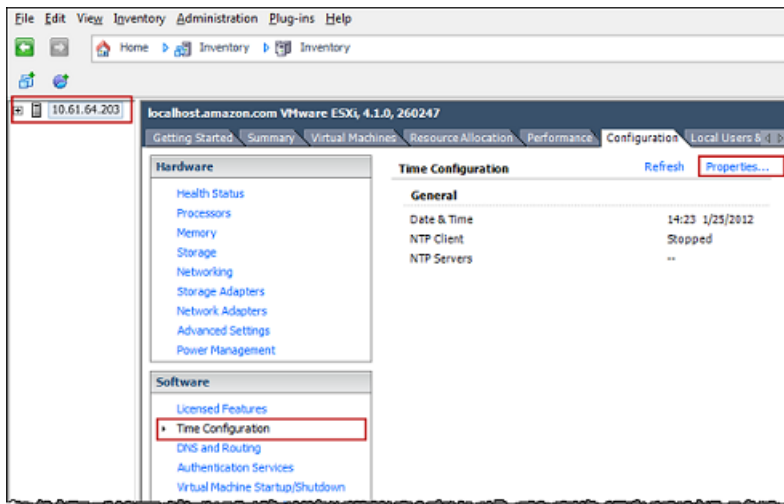 File Edit View Inventory Administration Plug-ins Help
Home Inventory Inventory
10.61.64.203
localhost.amazon.com VMware ESXi, 4.1.0, 260247
Getting Started Summary Virtual Machines Resource Allocation Performance Configuration Local Users &
Hardware
Health Status
Processors
Memory
Storage
Networking
Storage Adapters
Network Adapters
Advanced Settings
Power Management
Software
Licensed Features
Time Configuration
DNS and Routing
Authentication Services
Virtual Machine Startup/Shutdown
Time Configuration Refresh Properties...
General
Date & Time 14:23 1/25/2012
NTP Client Stopped
NTP Servers --